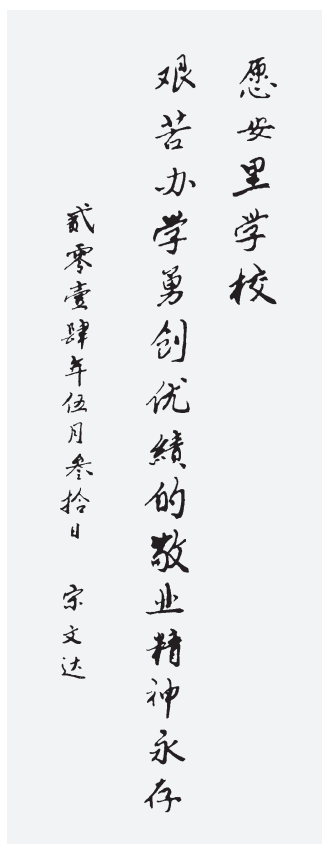 愿安里学校
艰苦办学勇创优績的敬业精神永存
贰零壹肆年伍月叁拾日 宗文达